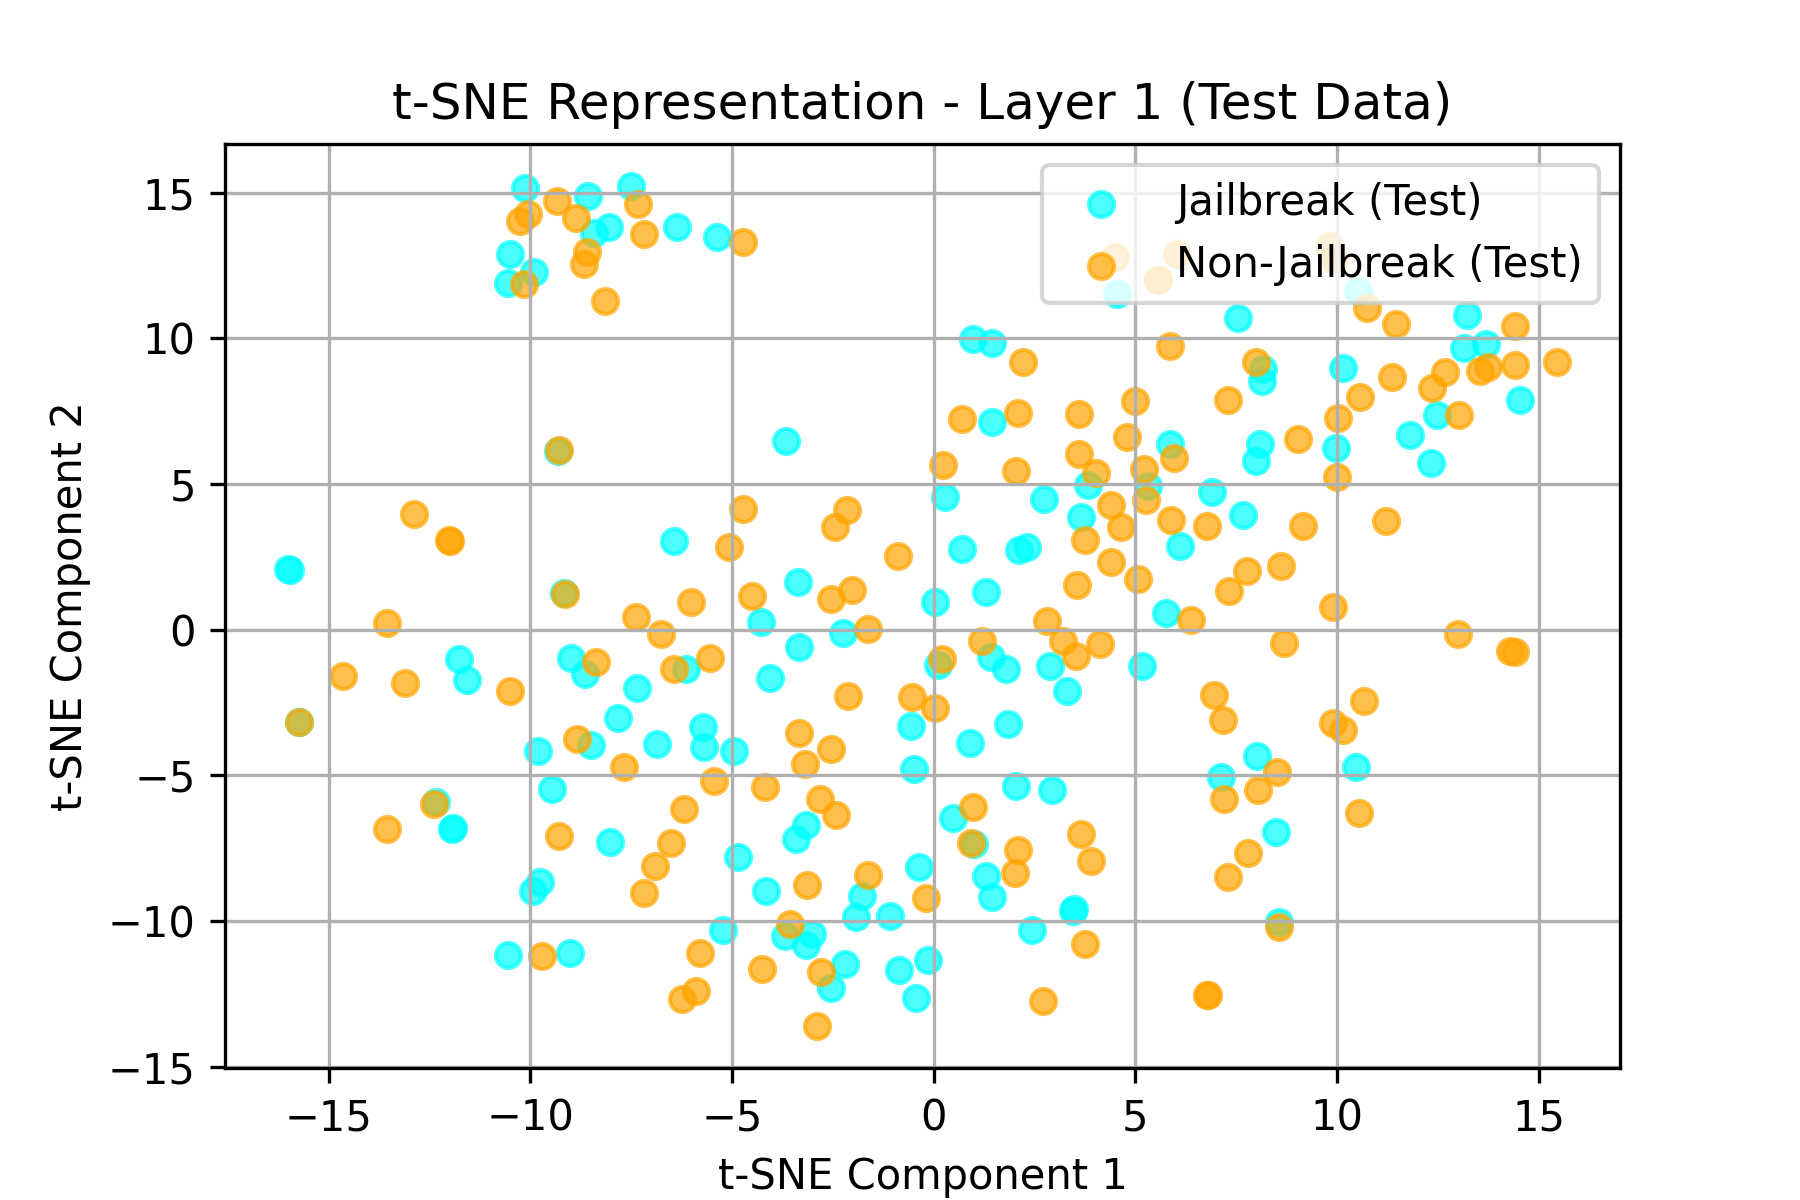 t-SNE Representation - Layer 1 (Test Data)
Jailbreak (Test)
Non-Jailbreak (Test)
15
10
5
0
−5
−10
−15
t-SNE Component 2
−15
−10
−5
0
5
10
15
t-SNE Component 1